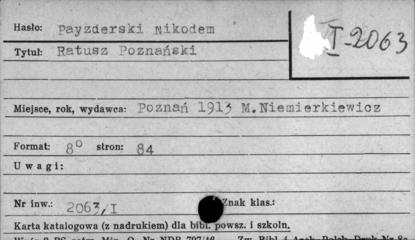 Hasło: Payzderski Nikodem
I-2063
Tytuł: Ratusz Poznański
Miejsce, rok, wydawca: Poznań 1913 M.Niemierkiewicz
Format: 8° stron: 84
Uwagi:
Nr inw.: 2063/I Znak klas.:
Karta katalogowa (z nadrukiem) dla bibl. powsz. i szkoln.